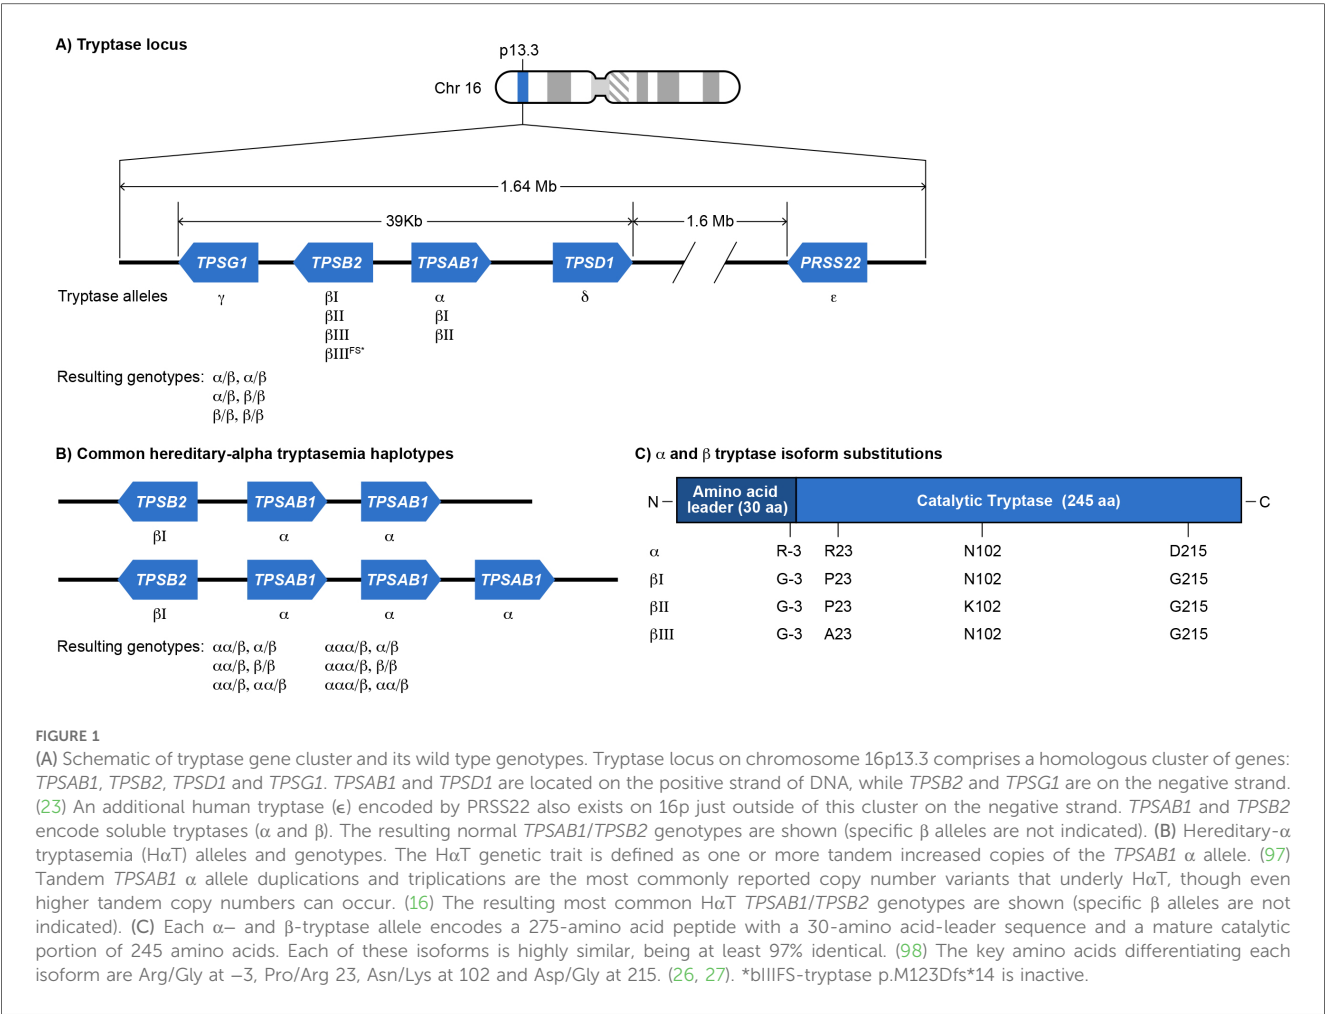 A) Tryptase locus
p13.3
Chr 16
1.64 Mb
39Kb
1.6 Mb
TPSG1 TPSB2 TPSAB1 TPSD1 PRSS22
Tryptase alleles γ βI α δ ε
βII βI
βIII βII
βIIIFS*
Resulting genotypes: α/β, α/β
α/β, β/β
β/β, β/β
B) Common hereditary-alpha tryptasemia haplotypes
TPSB2 TPSAB1 TPSAB1
βI α α
TPSB2 TPSAB1 TPSAB1 TPSAB1
βI α α α
Resulting genotypes: αα/β, α/β ααα/β, α/β
αα/β, β/β ααα/β, β/β
αα/β, αα/β ααα/β, αα/β
C) α and β tryptase isoform substitutions
N Amino acid leader (30 aa) Catalytic Tryptase (245 aa) C
α R-3 R23 N102 D215
βI G-3 P23 N102 G215
βII G-3 P23 K102 G215
βIII G-3 A23 N102 G215
FIGURE 1
(A) Schematic of tryptase gene cluster and its wild type genotypes. Tryptase locus on chromosome 16p13.3 comprises a homologous cluster of genes:
TPSAB1, TPSB2, TPSD1 and TPSG1. TPSAB1 and TPSD1 are located on the positive strand of DNA, while TPSB2 and TPSG1 are on the negative strand.
(23) An additional human tryptase (ϵ) encoded by PRSS22 also exists on 16p just outside of this cluster on the negative strand. TPSAB1 and TPSB2
encode soluble tryptases (α and β). The resulting normal TPSAB1/TPSB2 genotypes are shown (specific β alleles are not indicated). (B) Hereditary-α
tryptasemia (HαT) alleles and genotypes. The HαT genetic trait is defined as one or more tandem increased copies of the TPSAB1 α allele. (97)
Tandem TPSAB1 α allele duplications and triplications are the most commonly reported copy number variants that underly HαT, though even
higher tandem copy numbers can occur. (16) The resulting most common HαT TPSAB1/TPSB2 genotypes are shown (specific β alleles are not
indicated). (C) Each α– and β-tryptase allele encodes a 275-amino acid peptide with a 30-amino acid-leader sequence and a mature catalytic
portion of 245 amino acids. Each of these isoforms is highly similar, being at least 97% identical. (98) The key amino acids differentiating each
isoform are Arg/Gly at −3, Pro/Arg 23, Asn/Lys at 102 and Asp/Gly at 215. (26, 27). *bIIIFS-tryptase p.M123Dfs*14 is inactive.